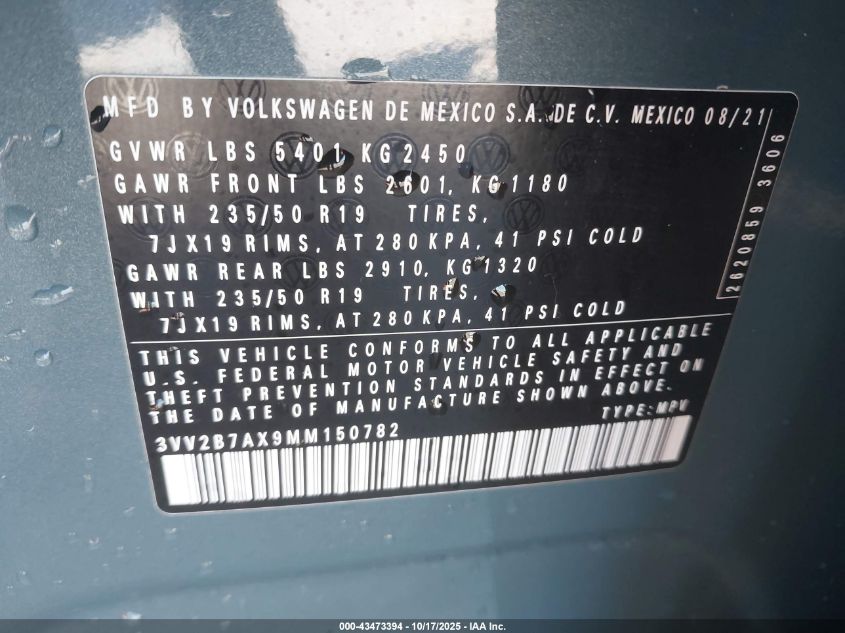 MFD BY VOLKSWAGEN DE MEXICO S.A. DE C.V. MEXICO 08/21
GVWR LBS 5401 KG 2450
GAWR FRONT LBS 2601, KG 1180
WITH 235/50 R19 TIRES,
7JX19 RIMS, AT 280 KPA, 41 PSI COLD
GAWR REAR LBS 2910, KG 1320
WITH 235/50 R19 TIRES,
7JX19 RIMS, AT 280 KPA, 41 PSI COLD
2620859 3606
THIS VEHICLE CONFORMS TO ALL APPLICABLE
U.S. FEDERAL MOTOR VEHICLE SAFETY AND
THEFT PREVENTION STANDARDS IN EFFECT ON
THE DATE OF MANUFACTURE SHOWN ABOVE.
3VV2B7AX9MM150782 TYPE: MPV
000-43473394 - 10/17/2025 - IAA Inc.